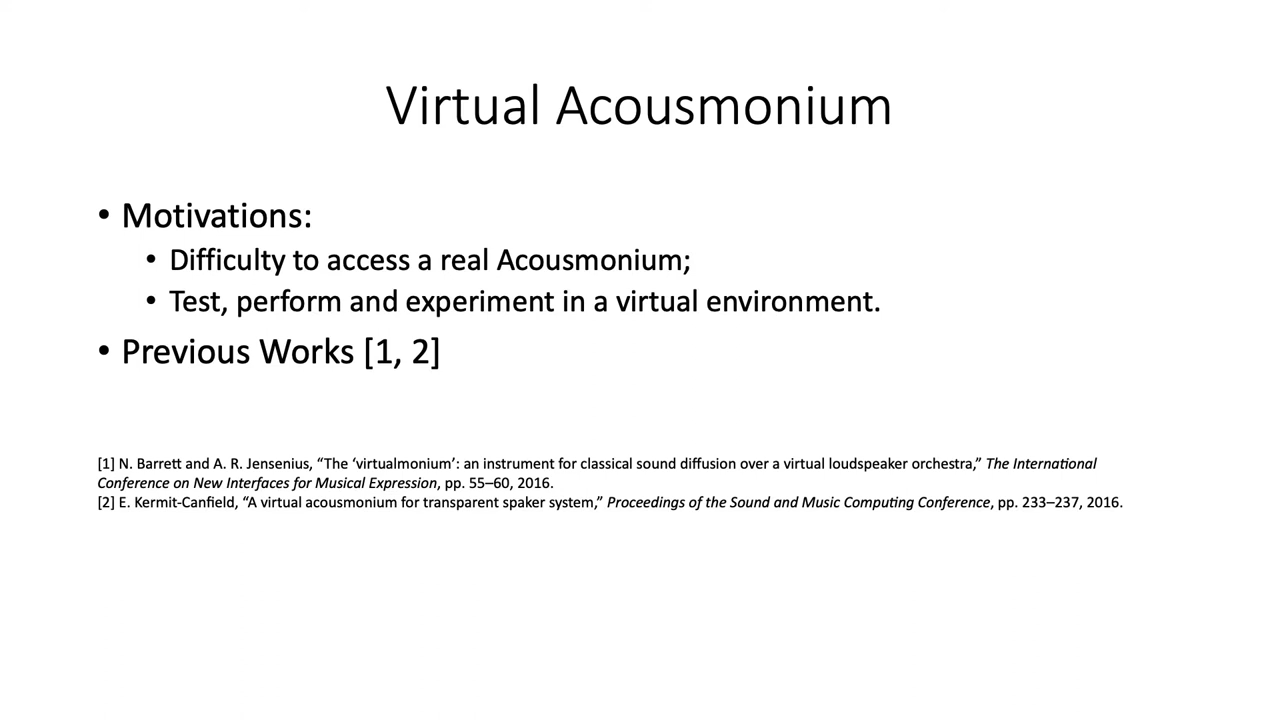 Virtual Acousmonium
• Motivations:
• Difficulty to access a real Acousmonium;
• Test, perform and experiment in a virtual environment.
• Previous Works [1, 2]
[1] N. Barrett and A. R. Jensenius, “The ‘virtualmonium’: an instrument for classical sound diffusion over a virtual loudspeaker orchestra,” The International
Conference on New Interfaces for Musical Expression, pp. 55–60, 2016.
[2] E. Kermit-Canfield, “A virtual acousmonium for transparent spaker system,” Proceedings of the Sound and Music Computing Conference, pp. 233–237, 2016.